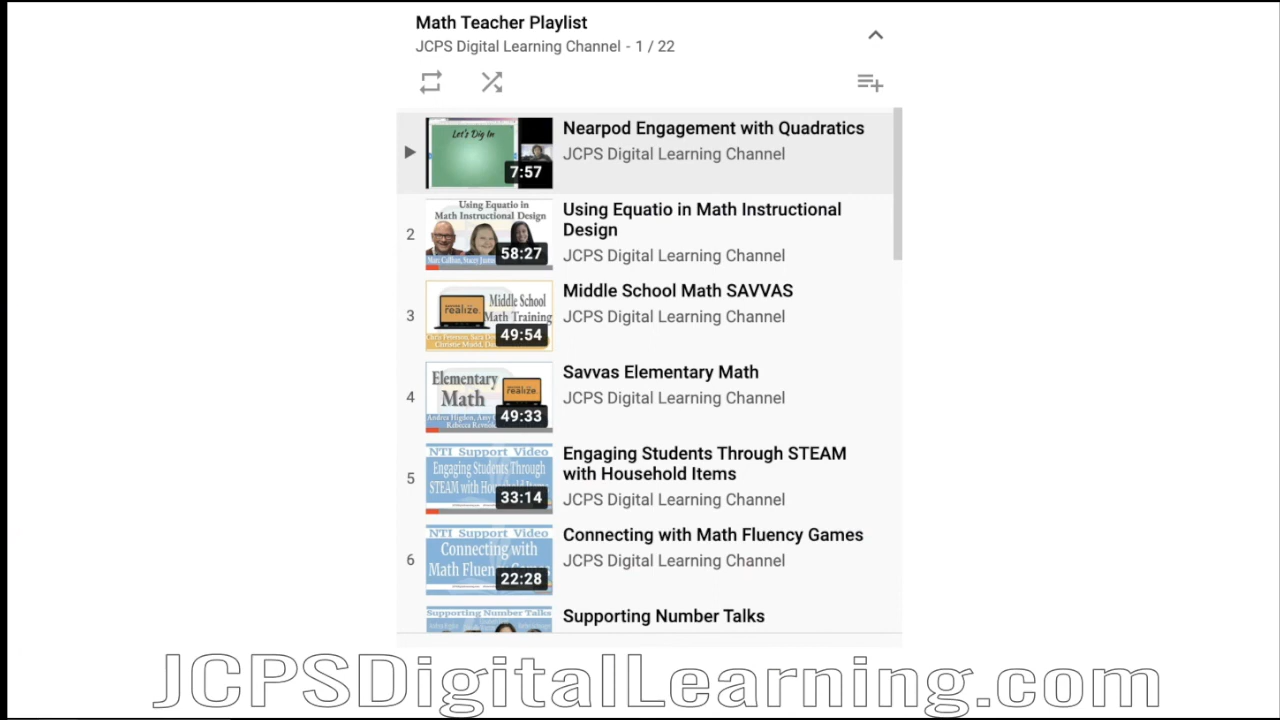 Math Teacher Playlist
JCPS Digital Learning Channel - 1 / 22
Let's Dig In
7:57
Nearpod Engagement with Quadratics
JCPS Digital Learning Channel
2
Using Equatio in
Math Instructional Design
58:27
Using Equatio in Math Instructional
Design
JCPS Digital Learning Channel
3
realize.
Middle School
Math Training
49:54
Middle School Math SAVVAS
JCPS Digital Learning Channel
4
Elementary
Math
realize.
49:33
Savvas Elementary Math
JCPS Digital Learning Channel
5
NTI Support Video
Engaging Students Through
STEAM with
33:14
Engaging Students Through STEAM
with Household Items
JCPS Digital Learning Channel
6
NTI Support Video
Connecting with
Math
22:28
Connecting with Math Fluency Games
JCPS Digital Learning Channel
Supporting Number Talks
Supporting Number Talks
JCPSDigitalLearning.com